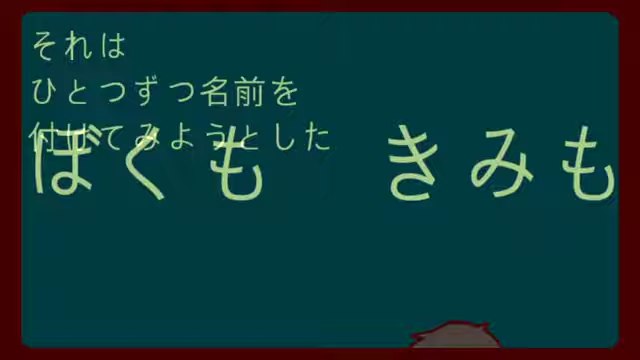 それは
ひとつずつ名前を
付けてみようとした
ぼくも きみも